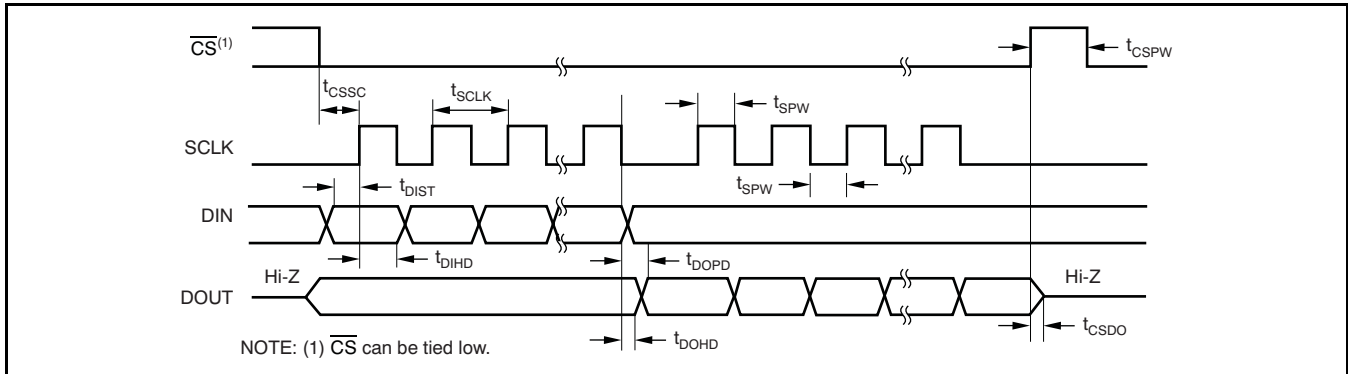 CS(1)
tCSPW
tCSSC
tSCLK
tSPW
SCLK
tDIST
tSPW
DIN
tDIHD
tDOPD
Hi-Z
Hi-Z
DOUT
tCSDO
tDOHD
NOTE: (1) CS can be tied low.